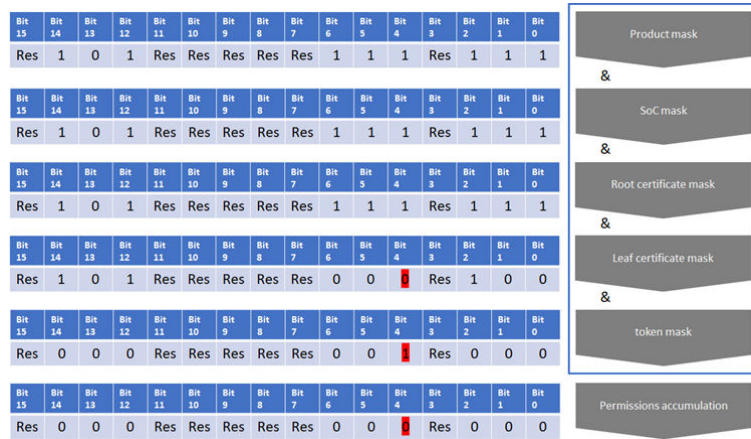 Bit 15 Bit 14 Bit 13 Bit 12 Bit 11 Bit 10 Bit 9 Bit 8 Bit 7 Bit 6 Bit 5 Bit 4 Bit 3 Bit 2 Bit 1 Bit 0
Res 1 0 1 Res Res Res Res Res 1 1 1 Res 1 1 1
Product mask
&
Bit 15 Bit 14 Bit 13 Bit 12 Bit 11 Bit 10 Bit 9 Bit 8 Bit 7 Bit 6 Bit 5 Bit 4 Bit 3 Bit 2 Bit 1 Bit 0
Res 1 0 1 Res Res Res Res Res 1 1 1 Res 1 1 1
SoC mask
&
Bit 15 Bit 14 Bit 13 Bit 12 Bit 11 Bit 10 Bit 9 Bit 8 Bit 7 Bit 6 Bit 5 Bit 4 Bit 3 Bit 2 Bit 1 Bit 0
Res 1 0 1 Res Res Res Res Res 1 1 1 Res 1 1 1
Root certificate mask
&
Bit 15 Bit 14 Bit 13 Bit 12 Bit 11 Bit 10 Bit 9 Bit 8 Bit 7 Bit 6 Bit 5 Bit 4 Bit 3 Bit 2 Bit 1 Bit 0
Res 1 0 1 Res Res Res Res Res 0 0 0 Res 1 0 0
Leaf certificate mask
&
Bit 15 Bit 14 Bit 13 Bit 12 Bit 11 Bit 10 Bit 9 Bit 8 Bit 7 Bit 6 Bit 5 Bit 4 Bit 3 Bit 2 Bit 1 Bit 0
Res 0 0 0 Res Res Res Res Res 0 0 1 Res 0 0 0
token mask
Bit 15 Bit 14 Bit 13 Bit 12 Bit 11 Bit 10 Bit 9 Bit 8 Bit 7 Bit 6 Bit 5 Bit 4 Bit 3 Bit 2 Bit 1 Bit 0
Res 0 0 0 Res Res Res Res Res 0 0 0 Res 0 0 0
Permissions accumulation